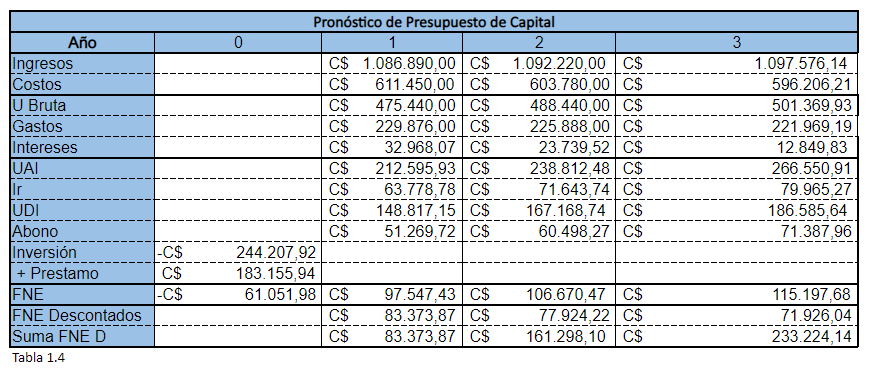 Pronóstico de Presupuesto de Capital
Año 0 1 2 3
Ingresos C$ 1.086.890,00 C$ 1.092.220,00 C$ 1.097.576,14
Costos C$ 611.450,00 C$ 603.780,00 C$ 596.206,21
U Bruta C$ 475.440,00 C$ 488.440,00 C$ 501.369,93
Gastos C$ 229.876,00 C$ 225.888,00 C$ 221.969,19
Intereses C$ 32.968,07 C$ 23.739,52 C$ 12.849,83
UAI C$ 212.595,93 C$ 238.812,48 C$ 266.550,91
Ir C$ 63.778,78 C$ 71.643,74 C$ 79.965,27
UDI C$ 148.817,15 C$ 167.168,74 C$ 186.585,64
Abono C$ 51.269,72 C$ 60.498,27 C$ 71.387,96
Inversión -C$ 244.207,92
+ Prestamo C$ 183.155,94
FNE -C$ 61.051,98 C$ 97.547,43 C$ 106.670,47 C$ 115.197,68
FNE Descontados C$ 83.373,87 C$ 77.924,22 C$ 71.926,04
Suma FNE D C$ 83.373,87 C$ 161.298,10 C$ 233.224,14
Tabla 1.4